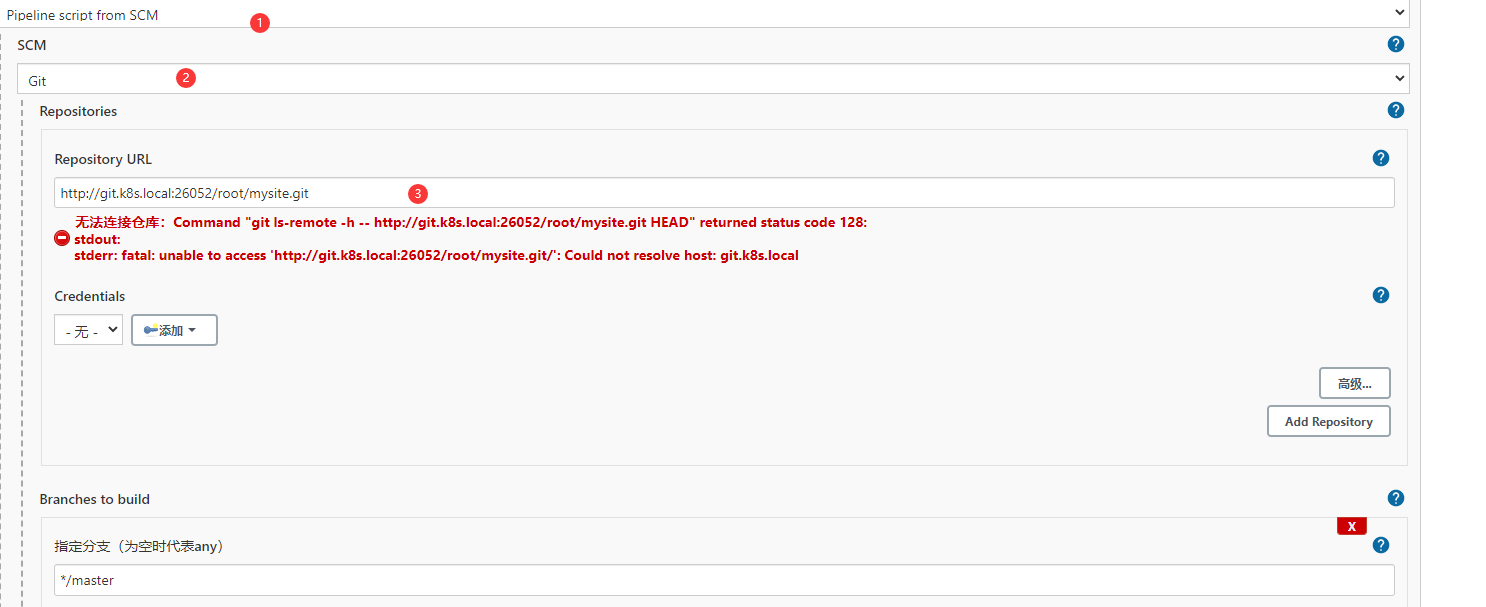 Pipeline script from SCM
1
SCM
?
Git
2
Repositories
?
Repository URL
?
http://git.k8s.local:26052/root/mysite.git
3
无法连接仓库：Command "git ls-remote -h -- http://git.k8s.local:26052/root/mysite.git HEAD" returned status code 128:
stdout:
stderr: fatal: unable to access 'http://git.k8s.local:26052/root/mysite.git/': Could not resolve host: git.k8s.local
Credentials
?
- 无 -
添加
高级...
Add Repository
Branches to build
?
X
指定分支（为空时代表any）
?
*/master